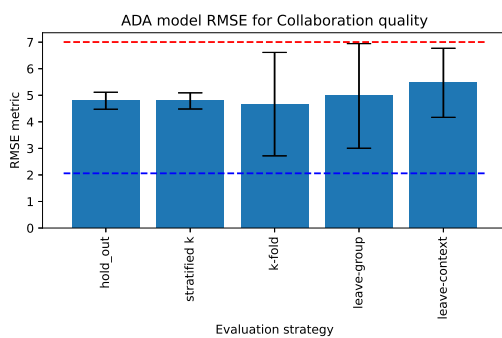 ADA model RMSE for Collaboration quality
RMSE metric
7
6
5
4
3
2
1
0
hold_out
stratified k
k-fold
leave-group
leave-context
Evaluation strategy